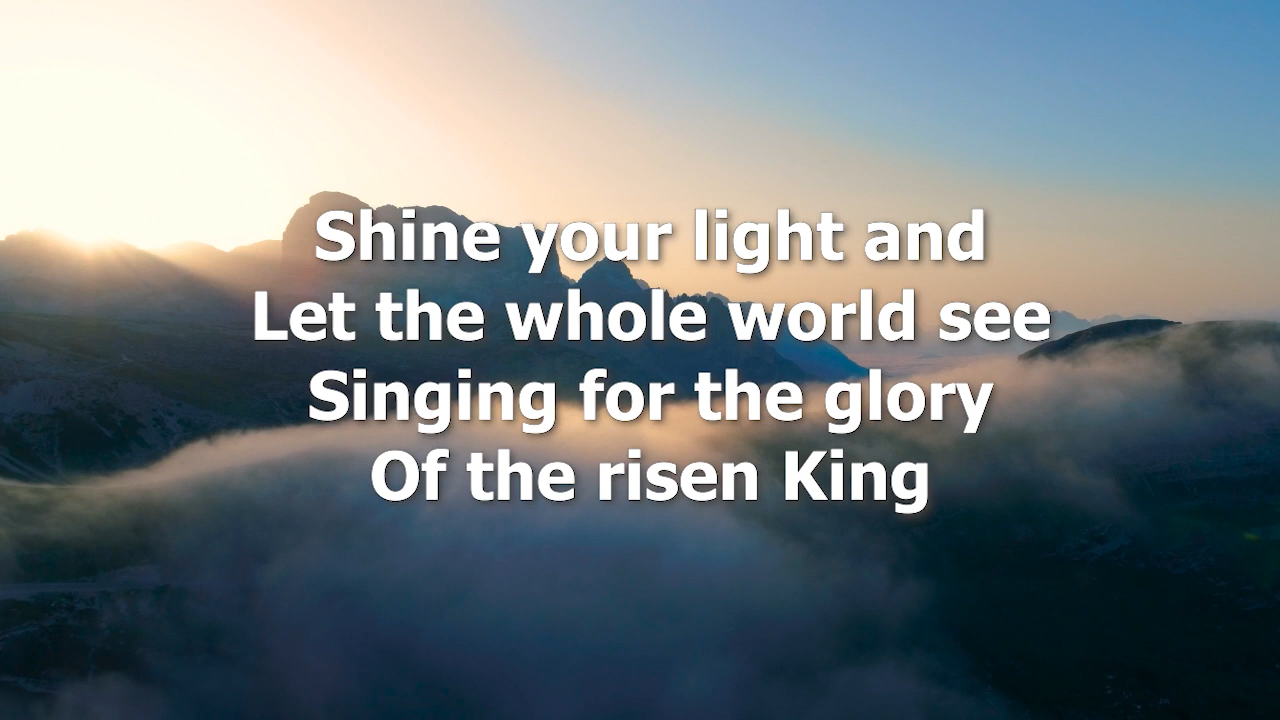 Shine your light and
Let the whole world see
Singing for the glory
Of the risen King